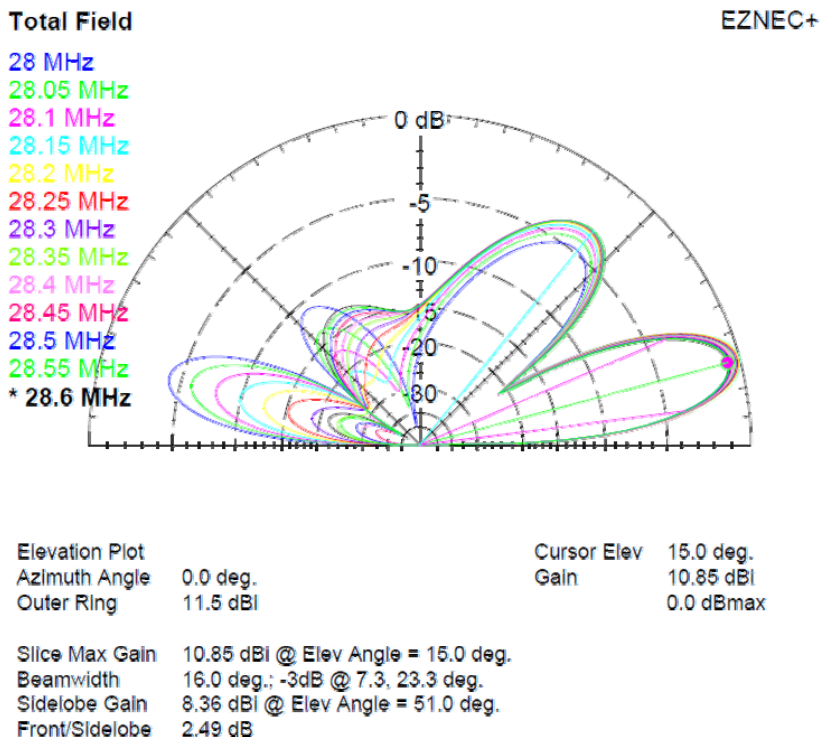 Total Field
EZNEC+
28 MHz
28.05 MHz
28.1 MHz
28.15 MHz
28.2 MHz
28.25 MHz
28.3 MHz
28.35 MHz
28.4 MHz
28.45 MHz
28.5 MHz
28.55 MHz
* 28.6 MHz
0 dB
-5
-10
-15
-20
-30
Elevation Plot
Azimuth Angle 0.0 deg.
Outer Ring 11.5 dBi
Cursor Elev 15.0 deg.
Gain 10.85 dBi
0.0 dBmax
Slice Max Gain 10.85 dBi @ Elev Angle = 15.0 deg.
Beamwidth 16.0 deg.; -3dB @ 7.3, 23.3 deg.
Sidelobe Gain 8.36 dBi @ Elev Angle = 51.0 deg.
Front/Sidelobe 2.49 dB